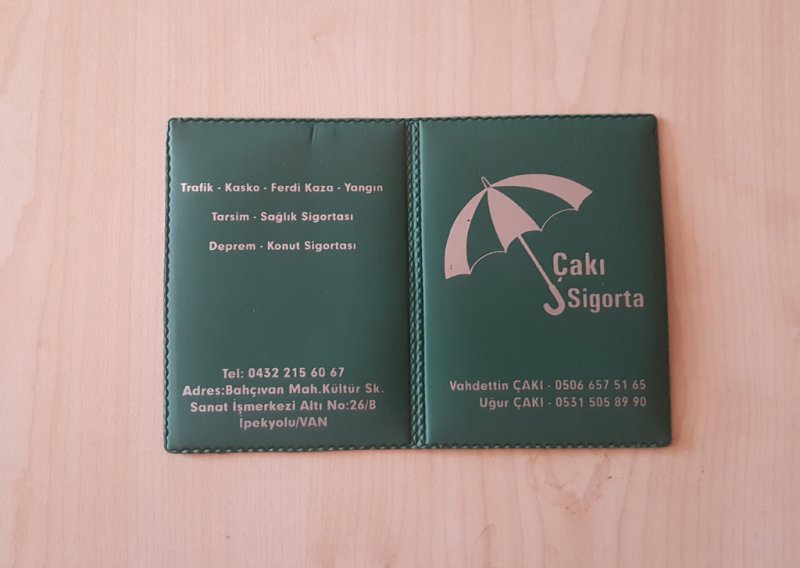 Trafik - Kasko - Ferdi Kaza - Yangın
Tarsim - Sağlık Sigortası
Deprem - Konut Sigortası
Tel: 0432 215 60 67
Adres:Bahçıvan Mah.Kültür Sk.
Sanat İşmerkezi Altı No:26/B
İpekyolu/VAN
Çakı
Sigorta
Vahdettin ÇAKI - 0506 657 51 65
Uğur ÇAKI - 0531 505 89 90